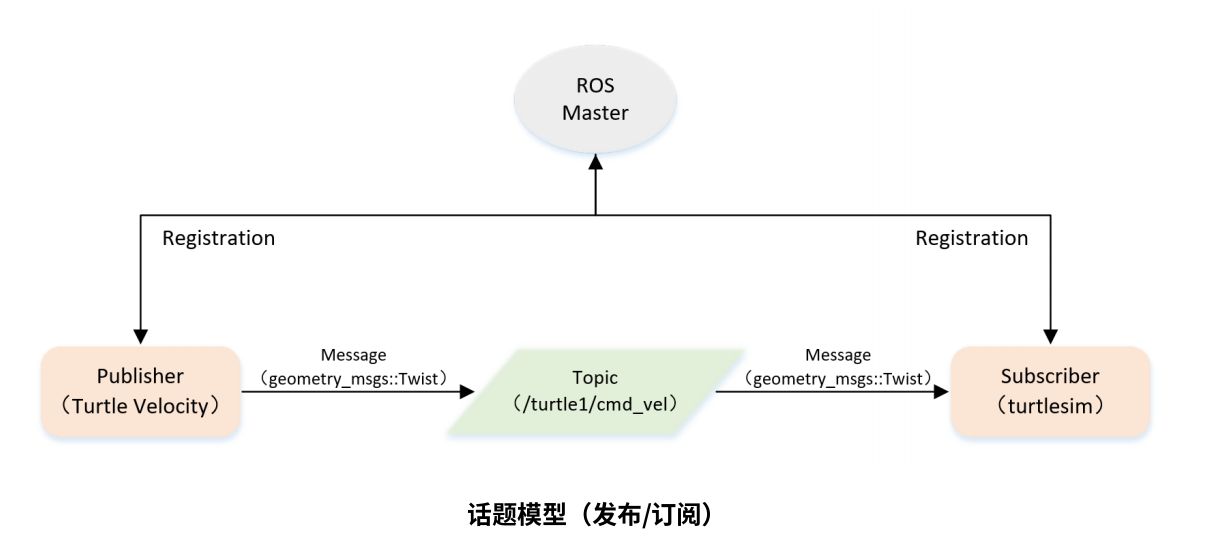 ROS
Master
Registration
Registration
Publisher
（Turtle Velocity）
Message
（geometry_msgs::Twist）
Topic
（/turtle1/cmd_vel）
Message
（geometry_msgs::Twist）
Subscriber
（turtlesim）
话题模型（发布/订阅）